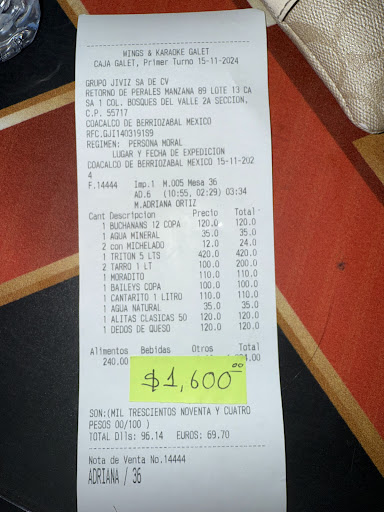 WINGS & KARAOKE GALET
CAJA GALET, Primer Turno 15-11-2024
GRUPO JIVIZ SA DE CV
RETORNO DE PERALES MANZANA 89 LOTE 13 CA
SA 1 COL. BOSQUES DEL VALLE 2A SECCION,
C.P. 55717
COACALCO DE BERRIOZABAL MEXICO
RFC.GJI1403191S9
REGIMEN: PERSONA MORAL
LUGAR Y FECHA DE EXPEDICION
COACALCO DE BERRIOZABAL MEXICO 15-11-202
4
F.14444 Imp.1 M.005 Mesa 36
AD.6 (10:55, 02:29) 03:34
M.ADRIANA ORTIZ
Cant Descripcion Precio Total
1 BUCHANANS 12 COPA 120.0 120.0
1 AGUA MINERAL 35.0 35.0
2 con MICHELADO 12.0 24.0
1 TRITON 5 LTS 420.0 420.0
2 TARRO 1 LT 100.0 200.0
1 MORADITO 110.0 110.0
1 BAILEYS COPA 100.0 100.0
1 CANTARITO 1 LITRO 110.0 110.0
1 AGUA NATURAL 35.0 35.0
1 ALITAS CLASICAS 50 120.0 120.0
1 DEDOS DE QUESO 120.0 120.0
Alimentos Bebidas Otros Total
240.00
$1,600.00
SON:(MIL TRESCIENTOS NOVENTA Y CUATRO
PESOS 00/100 )
TOTAL Dlls: 96.14 EUROS: 69.70
Nota de Venta No.14444
ADRIANA / 36